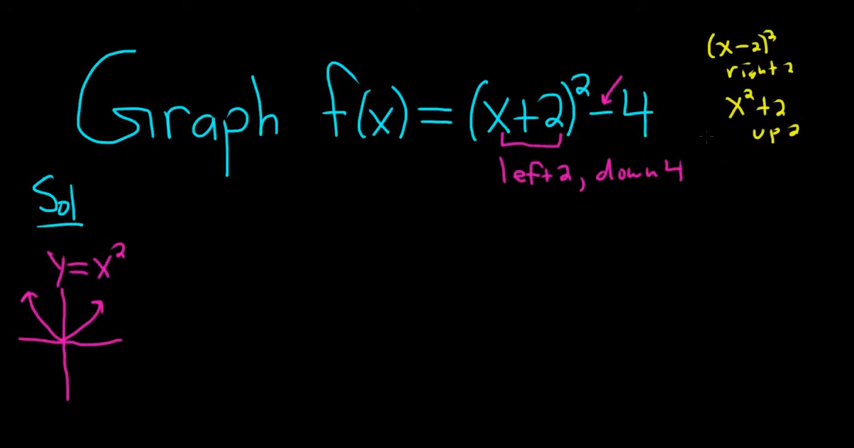 Graph f(x) = (x+2)² - 4
left 2, down 4
(x-2)²
right 2
x² + 2
up 2
Sol
y = x²